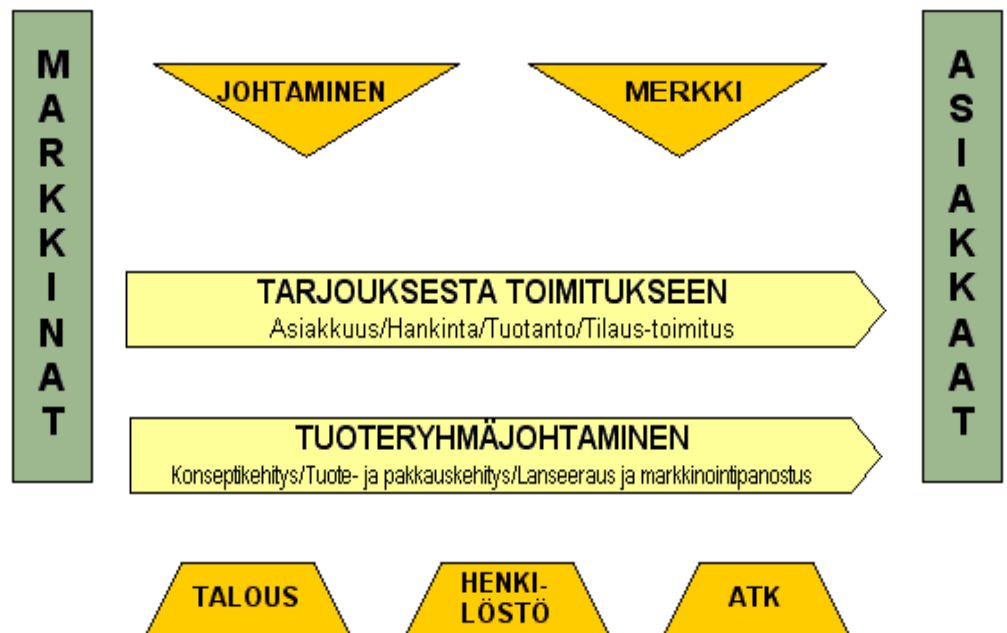 MARKKINAT
JOHTAMINEN
MERKKI
TARJOUKSESTA TOIMITUKSEEN
Asiakkuus/Hankinta/Tuotanto/Tilaus-toimitus
TUOTERYHMÄJOHTAMINEN
Konseptikehitys/Tuote- ja pakkauskehitys/Lanseeraus ja markkinointipanostus
TALOUS
HENKI-
LÖSTÖ
ATK
ASIAKKAAT